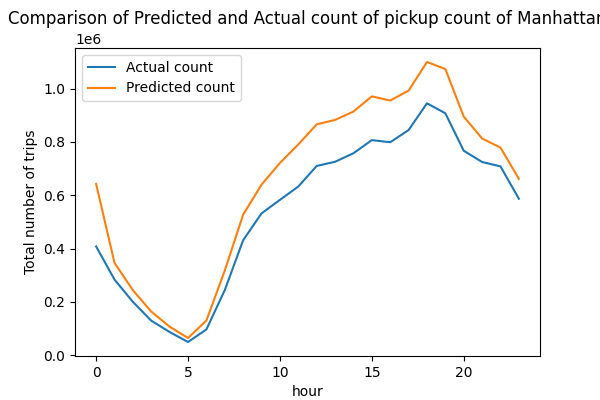 Comparison of Predicted and Actual count of pickup count of Manhattan
1e6
Actual count
Predicted count
1.0
0.8
0.6
0.4
0.2
0.0
Total number of trips
0 5 10 15 20
hour